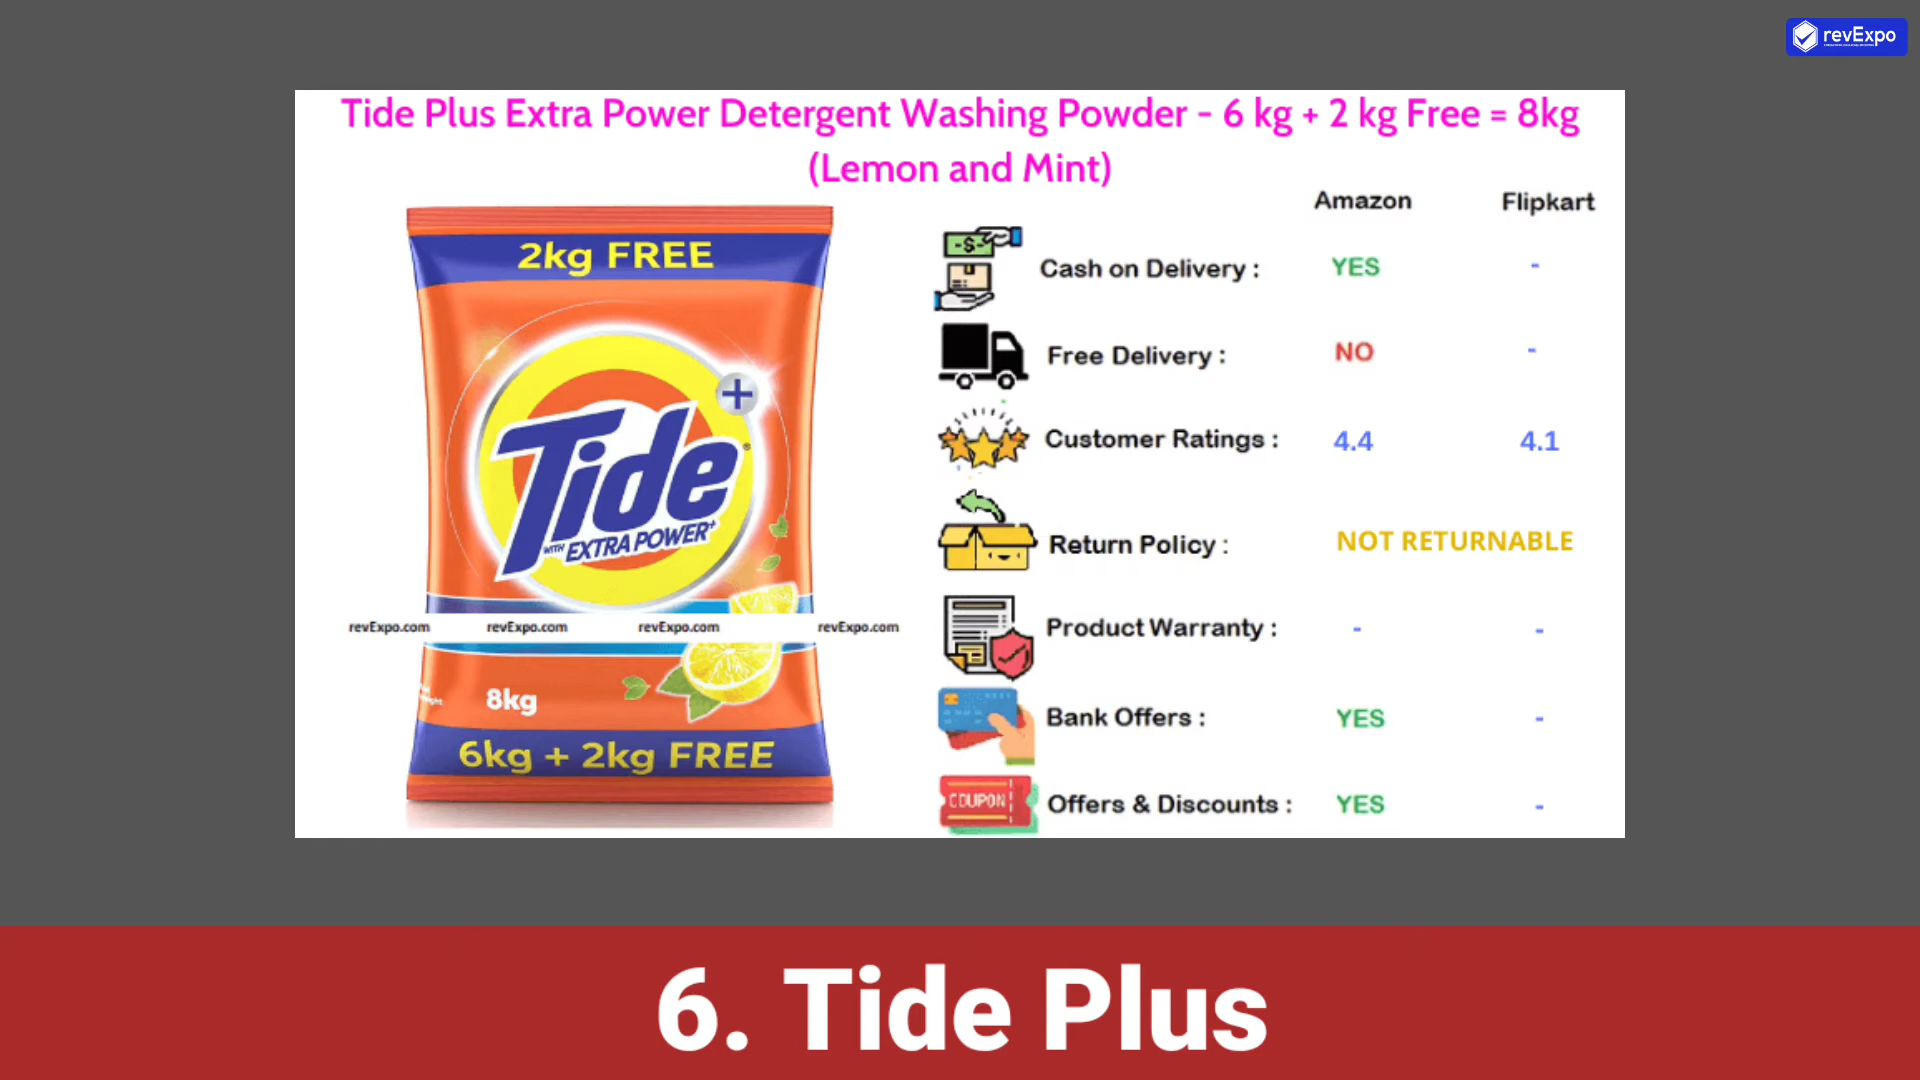 revExpo
Tide Plus Extra Power Detergent Washing Powder - 6 kg + 2 kg Free = 8kg
(Lemon and Mint)
Amazon Flipkart
2kg FREE
+
Tide®
WITH EXTRA POWER+
8kg
6kg + 2kg FREE
revExpo.com revExpo.com revExpo.com revExpo.com
Cash on Delivery : YES -
Free Delivery : NO -
Customer Ratings : 4.4 4.1
Return Policy : NOT RETURNABLE
Product Warranty : - -
Bank Offers : YES -
COUPON
Offers & Discounts : YES -
6. Tide Plus